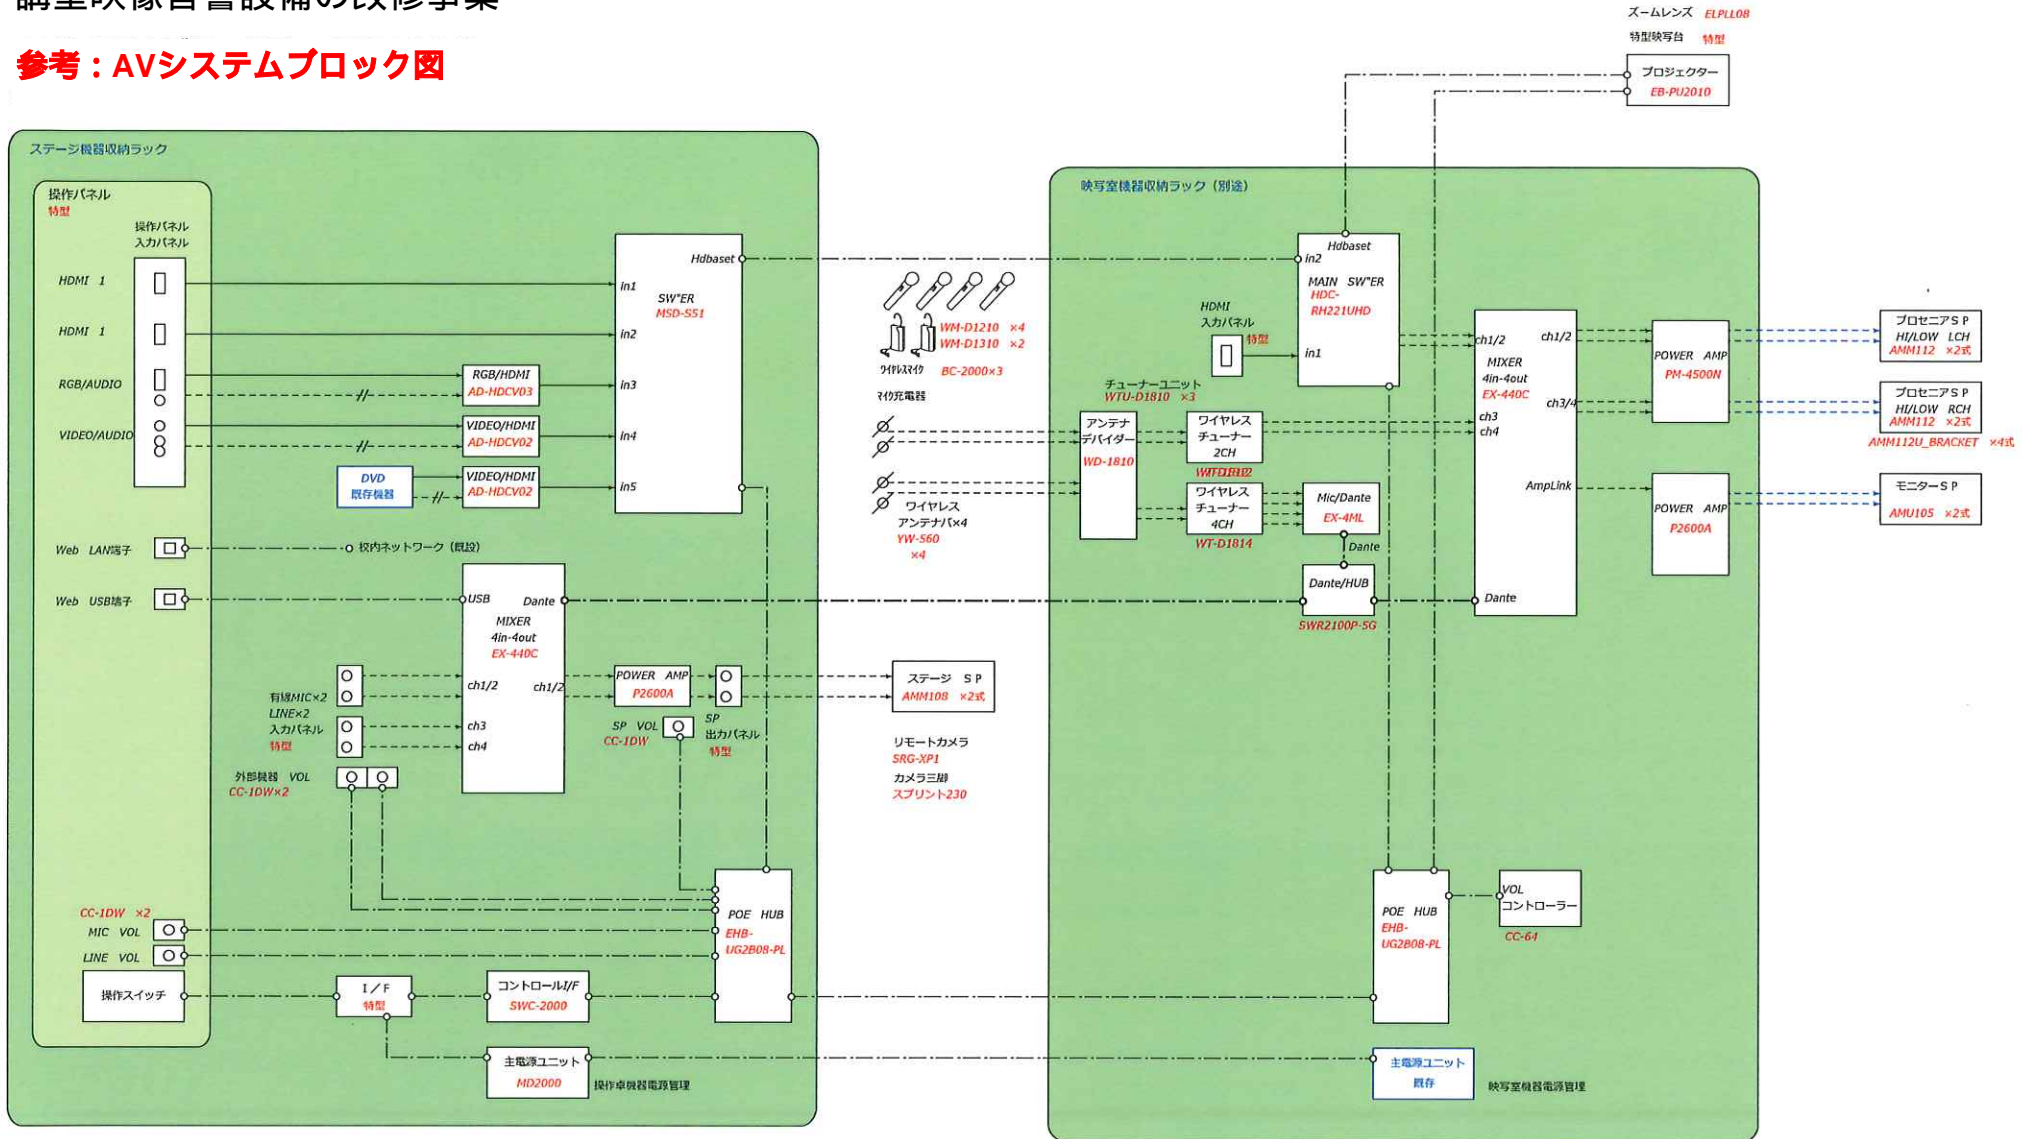 講堂映像音響設備の改修事業
参考：AVシステムブロック図
ズームレンズ ELPLL08
特型映写台 特型
プロジェクター
EB-PU2010
ステージ機器収納ラック
操作パネル
特型
操作パネル
入力パネル
HDMI 1
HDMI 1
RGB/AUDIO
VIDEO/AUDIO
RGB/HDMI
AD-HDCV03
VIDEO/HDMI
AD-HDCV02
DVD
既存機器
VIDEO/HDMI
AD-HDCV02
Hdbaset
in1
SW"ER
MSD-S51
in2
in3
in4
in5
Web LAN端子
校内ネットワーク（既設）
Web USB端子
USB
Dante
MIXER
4in-4out
EX-440C
ch1/2
ch1/2
ch3
ch4
有線MIC×2
LINE×2
入力パネル
特型
外部機器 VOL
CC-1DW×2
POWER AMP
P2600A
SP VOL
CC-1DW
SP
出力パネル
特型
CC-1DW ×2
MIC VOL
LINE VOL
操作スイッチ
I／F
特型
コントロールI/F
SWC-2000
POE HUB
EHB-
UG2B08-PL
主電源ユニット
MD2000
操作卓機器電源管理
WM-D1210 ×4
WM-D1310 ×2
ﾜｲﾔﾚｽﾏｲｸ
BC-2000×3
ﾏｲｸ充電器
ワイヤレス
アンテナバ×4
YW-560
×4
ステージ SP
AMM108 ×2式
リモートカメラ
SRG-XP1
カメラ三脚
スプリント230
映写室機器収納ラック（別途）
Hdbaset
in2
MAIN SW"ER
HDC-
RH221UHD
HDMI
入力パネル
特型
in1
チューナーユニット
WTU-D1810 ×3
アンテナ
デバイダー
WD-1810
ワイヤレス
チューナー
2CH
ワイヤレス
チューナー
4CH
WT-D1814
Mic/Dante
EX-4ML
Dante
Dante/HUB
SWR2100P-5G
ch1/2
ch1/2
MIXER
4in-4out
EX-440C
ch3/4
ch3
ch4
AmpLink
Dante
POWER AMP
PM-4500N
POWER AMP
P2600A
プロセニアSP
HI/LOW LCH
AMM112 ×2式
プロセニアSP
HI/LOW RCH
AMM112 ×2式
AMM112U_BRACKET ×4式
モニターSP
AMU105 ×2式
POE HUB
EHB-
UG2B08-PL
VOL
コントローラー
CC-64
主電源ユニット
既存
映写室機器電源管理